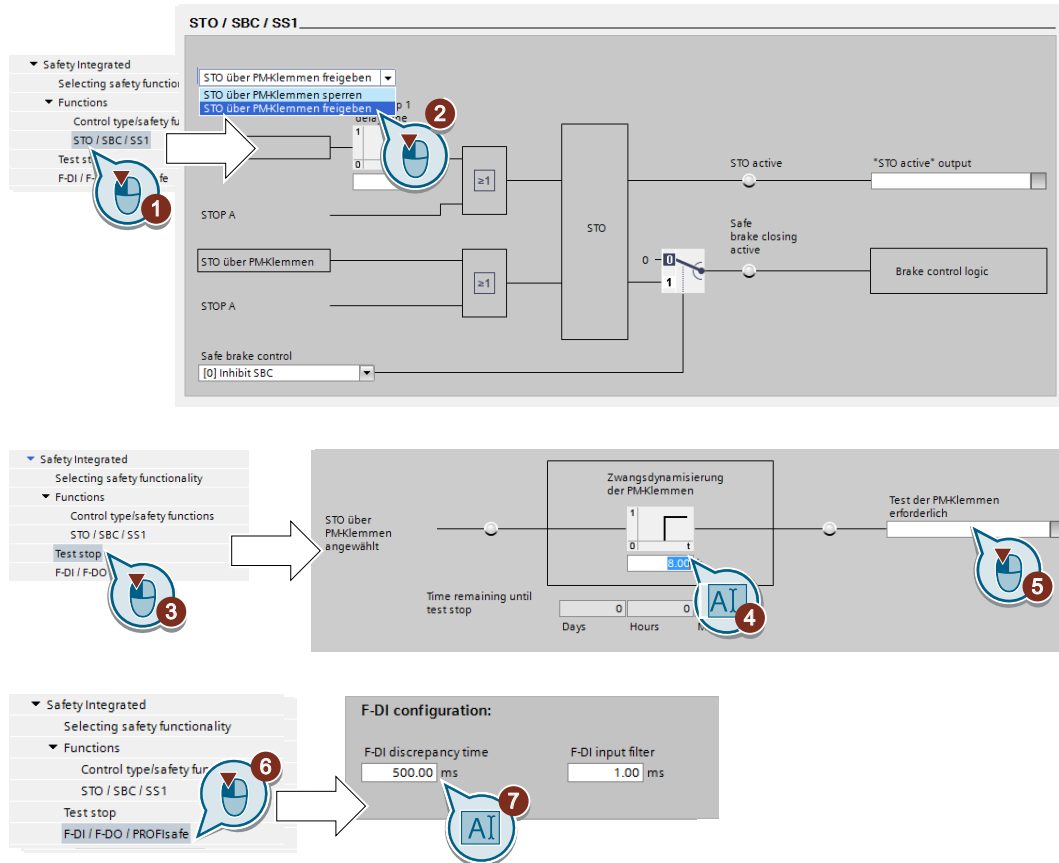 STO / SBC / SS1
Safety Integrated
Selecting safety function
Functions
Control type/safety fu
STO / SBC / SS1
Test st
F-DI / F-
fe
1
STO über PM-Klemmen freigeben
STO über PM-Klemmen sperren
STO über PM-Klemmen freigeben
p 1
2
1
0
≥1
STOP A
STO über PM-Klemmen
≥1
STOP A
STO
STO active
"STO active" output
Safe
brake closing
active
0
0
1
Brake control logic
Safe brake control
[0] Inhibit SBC
Safety Integrated
Selecting safety functionality
Functions
Control type/safety functions
STO / SBC / SS1
Test stop
F-DI / F-DO
3
STO über
PM-Klemmen
angewählt
Zwangsdynamisierung
der PM-Klemmen
1
0
t
8.00
Time remaining until
test stop
0
0
Days
Hours
M
AI
4
Test der PM-Klemmen
erforderlich
5
Safety Integrated
Selecting safety functionality
Functions
Control type/safety fun
STO / SBC / SS1
Test stop
F-DI / F-DO / PROFIsafe
6
F-DI configuration:
F-DI discrepancy time
500.00 ms
F-DI input filter
1.00 ms
AI
7